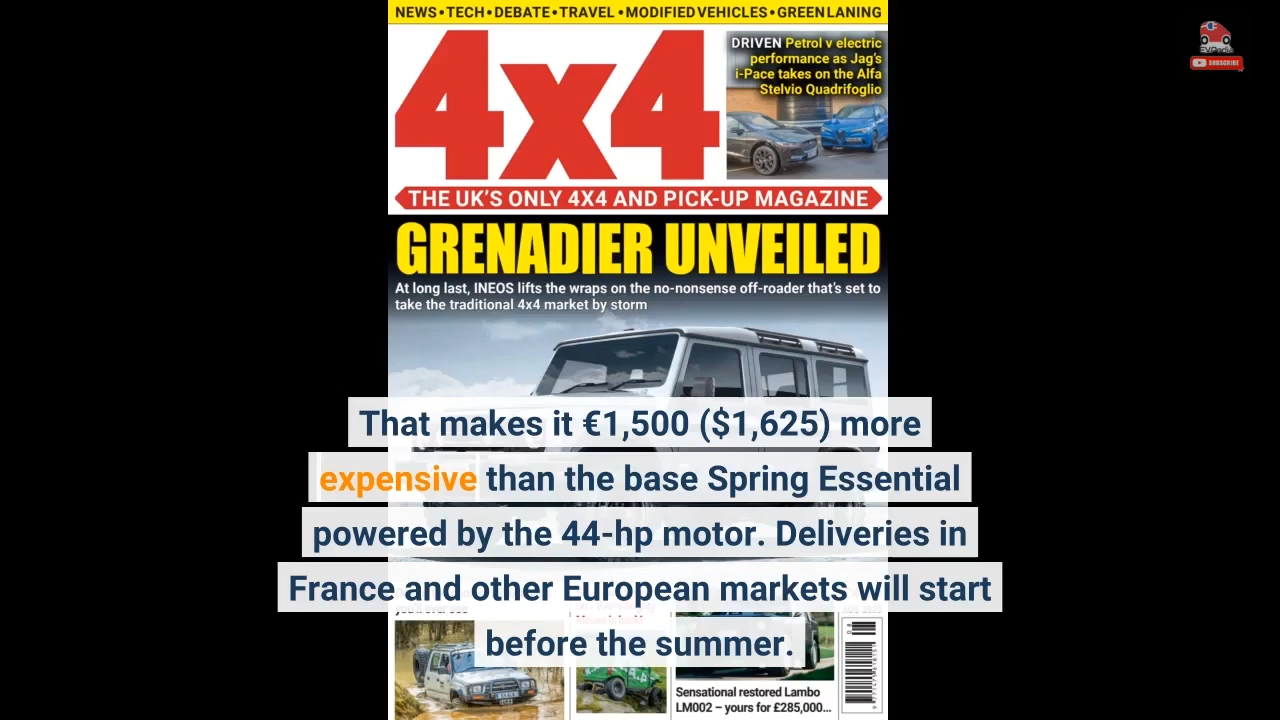 NEWS • TECH • DEBATE • TRAVEL • MODIFIED VEHICLES • GREEN LANING
4x4
DRIVEN Petrol v electric
performance as Jag's
i-Pace takes on the Alfa
Stelvio Quadrifoglio
SUBSCRIBE
THE UK'S ONLY 4X4 AND PICK-UP MAGAZINE
GRENADIER UNVEILED
At long last, INEOS lifts the wraps on the no-nonsense off-roader that's set to
take the traditional 4x4 market by storm
That makes it €1,500 ($1,625) more
expensive than the base Spring Essential
powered by the 44-hp motor. Deliveries in
France and other European markets will start
before the summer.
Sensational restored Lambo
LM002 – yours for £285,000...